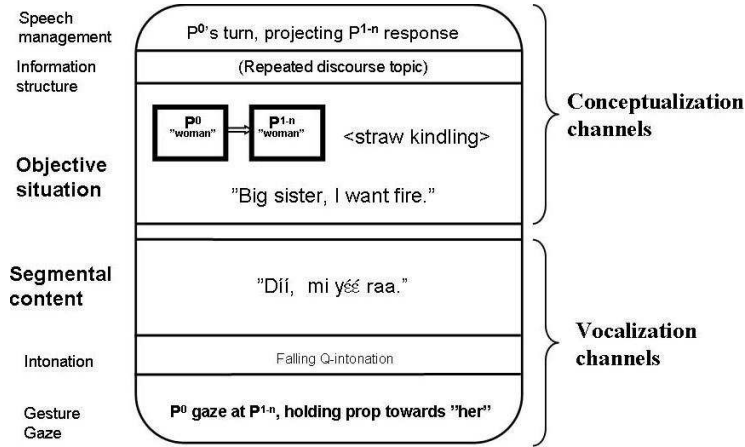 Speech
management
P⁰'s turn, projecting P¹⁻ⁿ response
Information
structure
(Repeated discourse topic)
P⁰
"woman"
P¹⁻ⁿ
"woman"
<straw kindling>
Objective
situation
"Big sister, I want fire."
Conceptualization
channels
Segmental
content
"Díí, mi yɛ́ɛ́ raa."
Intonation
Falling Q-intonation
Vocalization
channels
Gesture
Gaze
P⁰ gaze at P¹⁻ⁿ, holding prop towards "her"